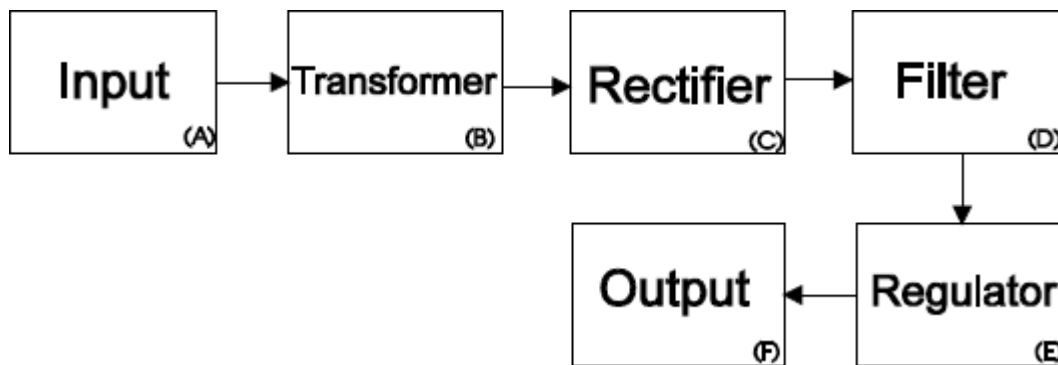 Input
(A)
Transformer
(B)
Rectifier
(C)
Filter
(D)
Output
(F)
Regulator
(E)